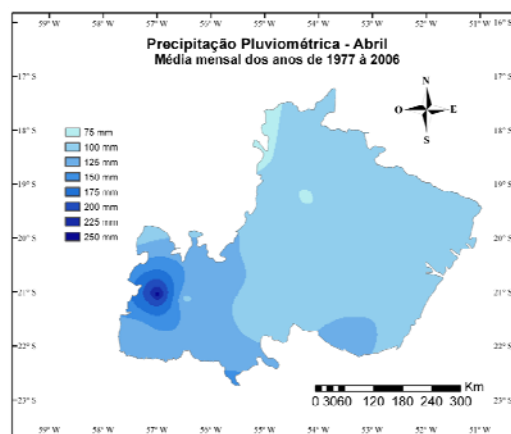 59° W 58° W 57° W 56° W 55° W 54° W 53° W 52° W 51° W
16° S
Precipitação Pluviométrica - Abril
Média mensal dos anos de 1977 à 2006
17° S 17° S
N
O E
S
18° S 18° S
75 mm
100 mm
125 mm
150 mm
175 mm
200 mm
225 mm
250 mm
19° S 19° S
20° S 20° S
21° S 21° S
22° S 22° S
Km
0 3060 120 180 240 300
23° S 23° S
59° W 58° W 57° W 56° W 55° W 54° W 53° W 52° W 51° W